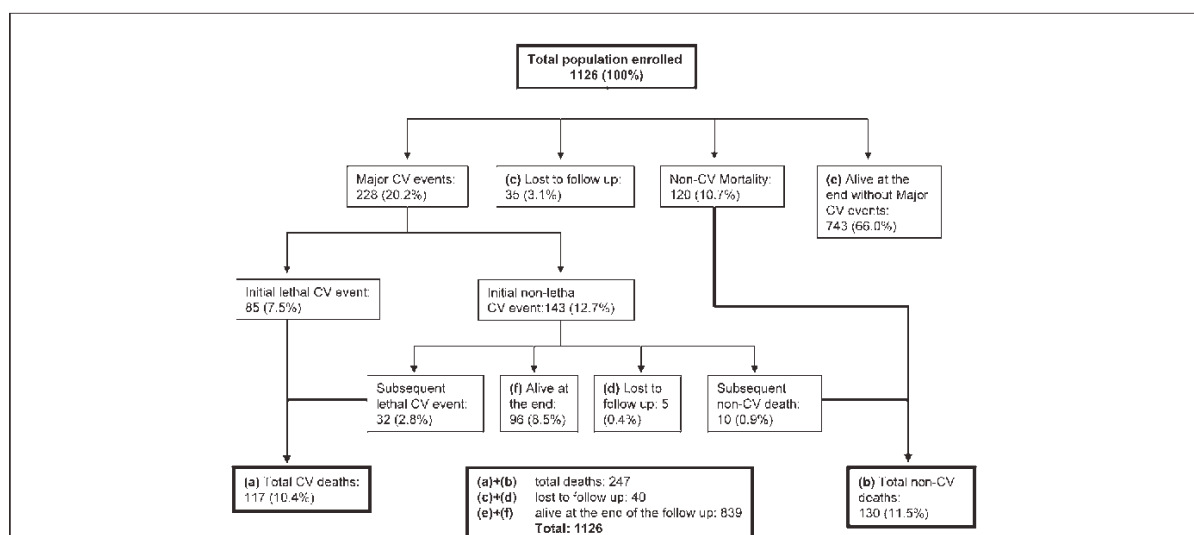 Total population enrolled
1126 (100%)
Major CV events:
228 (20.2%)
(c) Lost to follow up:
35 (3.1%)
Non-CV Mortality:
120 (10.7%)
(e) Alive at the
end without Major
CV events:
743 (66.0%)
Initial lethal CV event:
85 (7.5%)
Initial non-letha
CV event:143 (12.7%)
Subsequent
lethal CV event:
32 (2.8%)
(f) Alive at
the end:
96 (8.5%)
(d) Lost to
follow up: 5
(0.4%)
Subsequent
non-CV death:
10 (0.9%)
(a) Total CV deaths:
117 (10.4%)
(a)+(b) total deaths: 247
(c)+(d) lost to follow up: 40
(e)+(f) alive at the end of the follow up: 839
Total: 1126
(b) Total non-CV
deaths:
130 (11.5%)